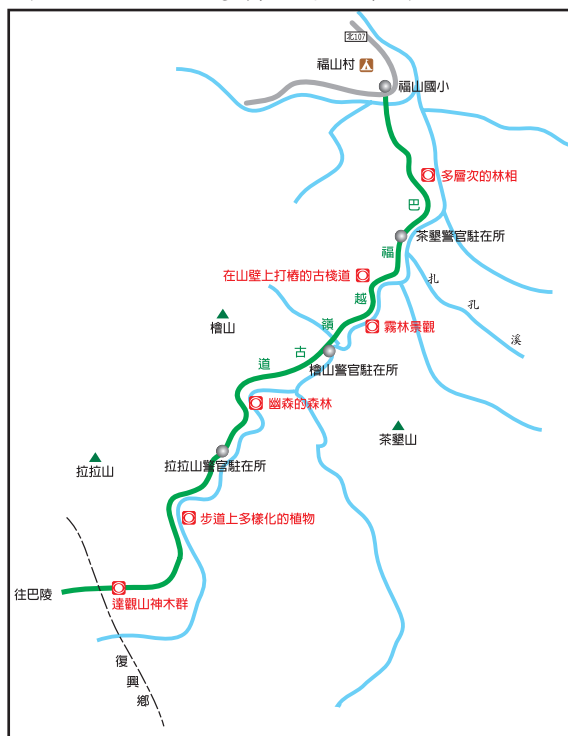 北107
福山村
福山國小
多層次的林相
巴福越嶺古道
茶墾警官駐在所
在山壁上打樁的古棧道
札孔溪
霧林景觀
檜山
檜山警官駐在所
幽森的森林
茶墾山
拉拉山警官駐在所
拉拉山
步道上多樣化的植物
往巴陵
達觀山神木群
復興鄉